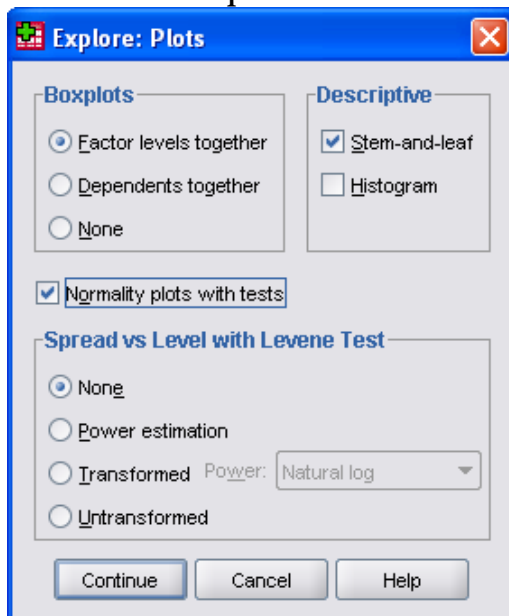 Explore: Plots
Boxplots
Factor levels together
Dependents together
None
Descriptive
Stem-and-leaf
Histogram
Normality plots with tests
Spread vs Level with Levene Test
None
Power estimation
Transformed Power: Natural log
Untransformed
Continue Cancel Help